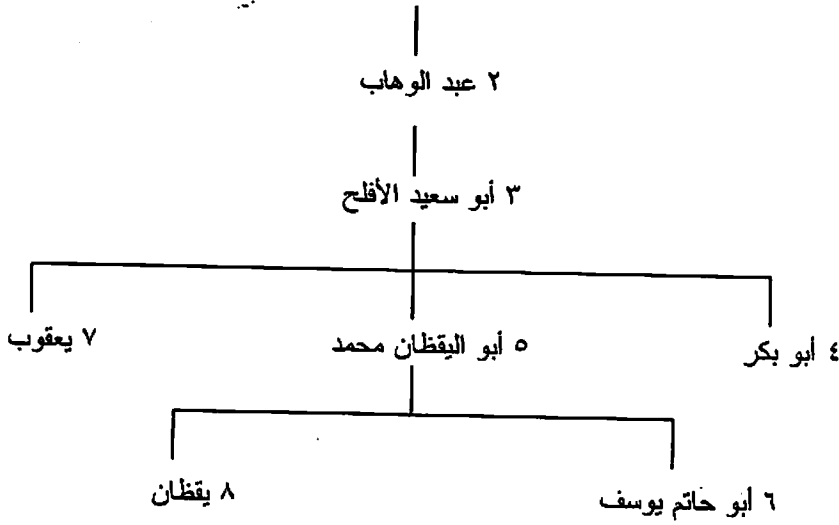 ٢ عبد الوهاب
٣ أبو سعيد الأفلح
٤ أبو بكر
٥ أبو اليقظان محمد
٧ يعقوب
٦ أبو حاتم يوسف
٨ يقظان